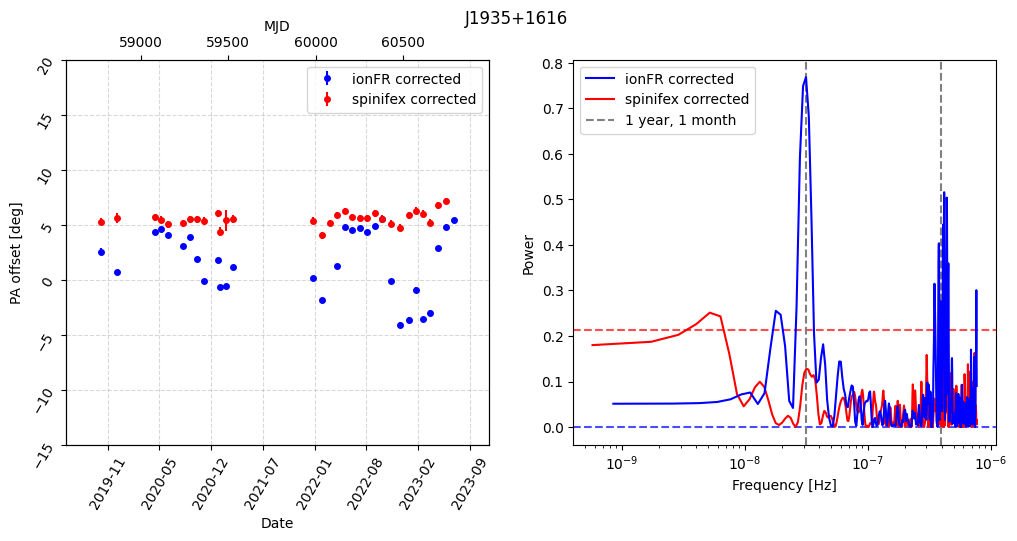 J1935+1616
MJD
59000 59500 60000 60500
20
15
10
5
0
−5
−10
−15
PA offset [deg]
ionFR corrected
spinifex corrected
2019-11 2020-05 2020-12 2021-07 2022-01 2022-08 2023-02 2023-09
Date
0.8
0.7
0.6
0.5
0.4
0.3
0.2
0.1
0.0
Power
ionFR corrected
spinifex corrected
1 year, 1 month
10⁻⁹ 10⁻⁸ 10⁻⁷ 10⁻⁶
Frequency [Hz]